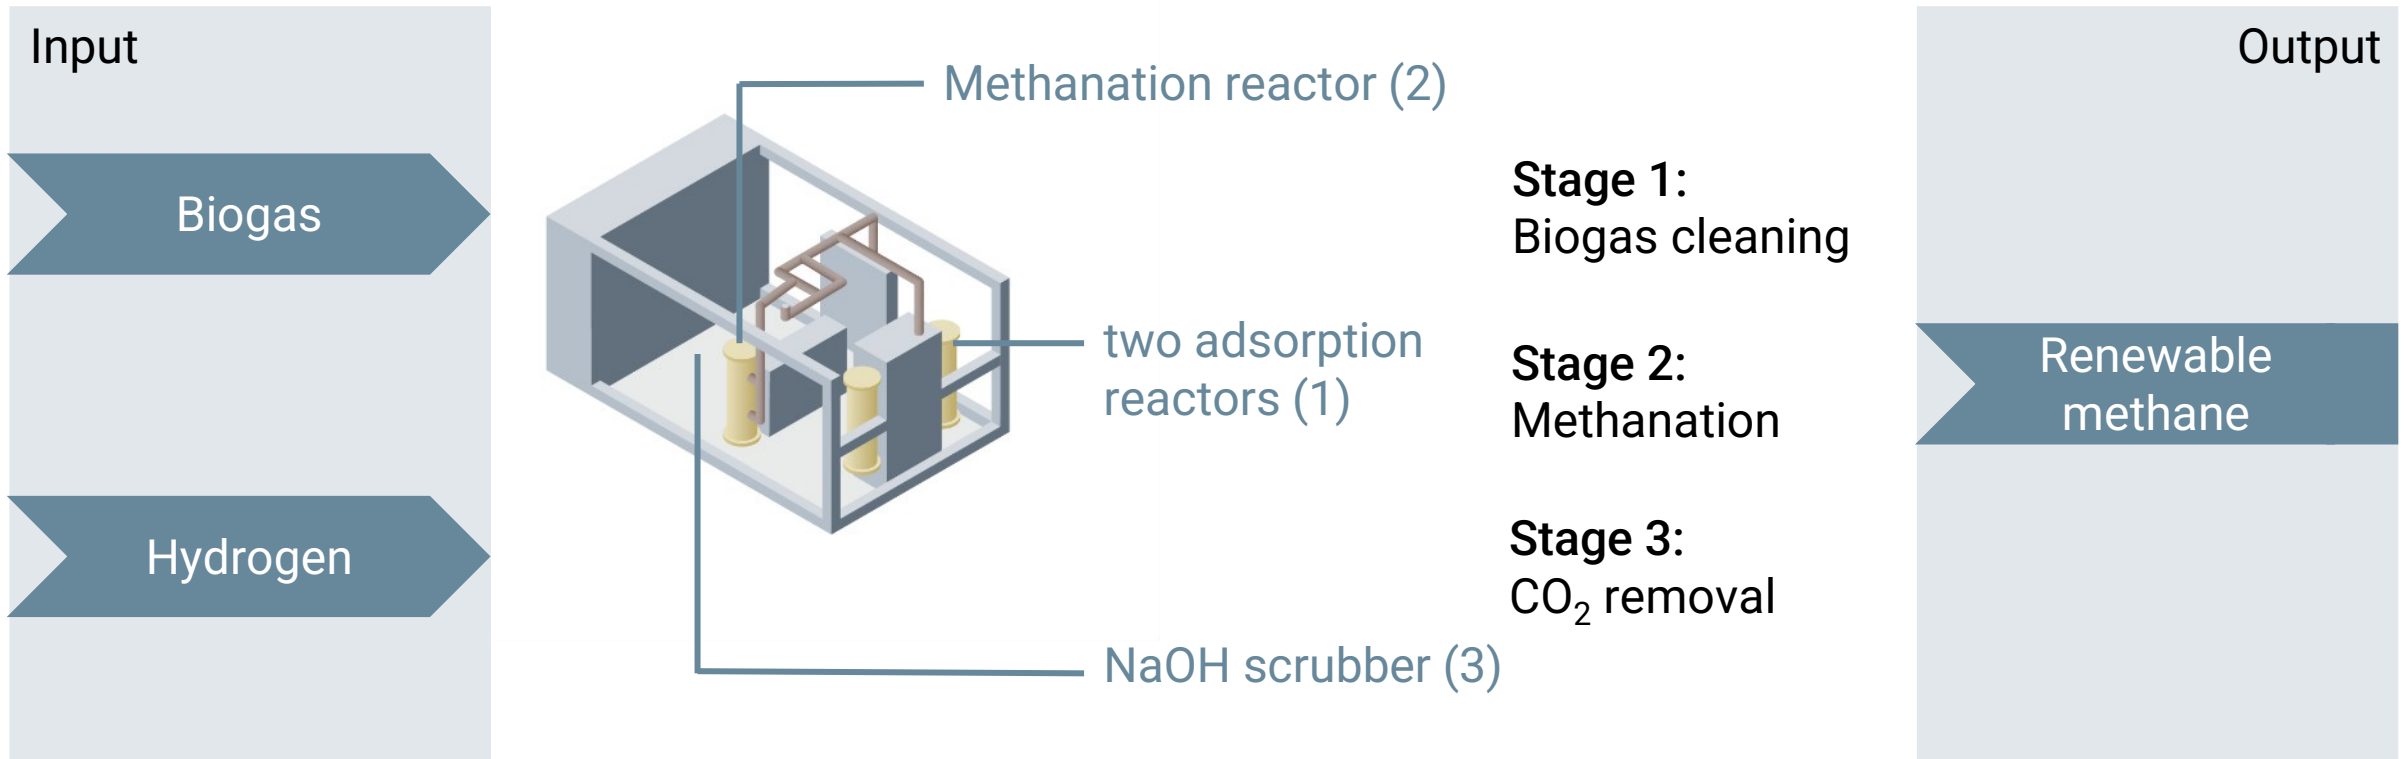 Input
Biogas
Hydrogen
Methanation reactor (2)
two adsorption
reactors (1)
NaOH scrubber (3)
Stage 1:
Biogas cleaning
Stage 2:
Methanation
Stage 3:
CO₂ removal
Output
Renewable
methane